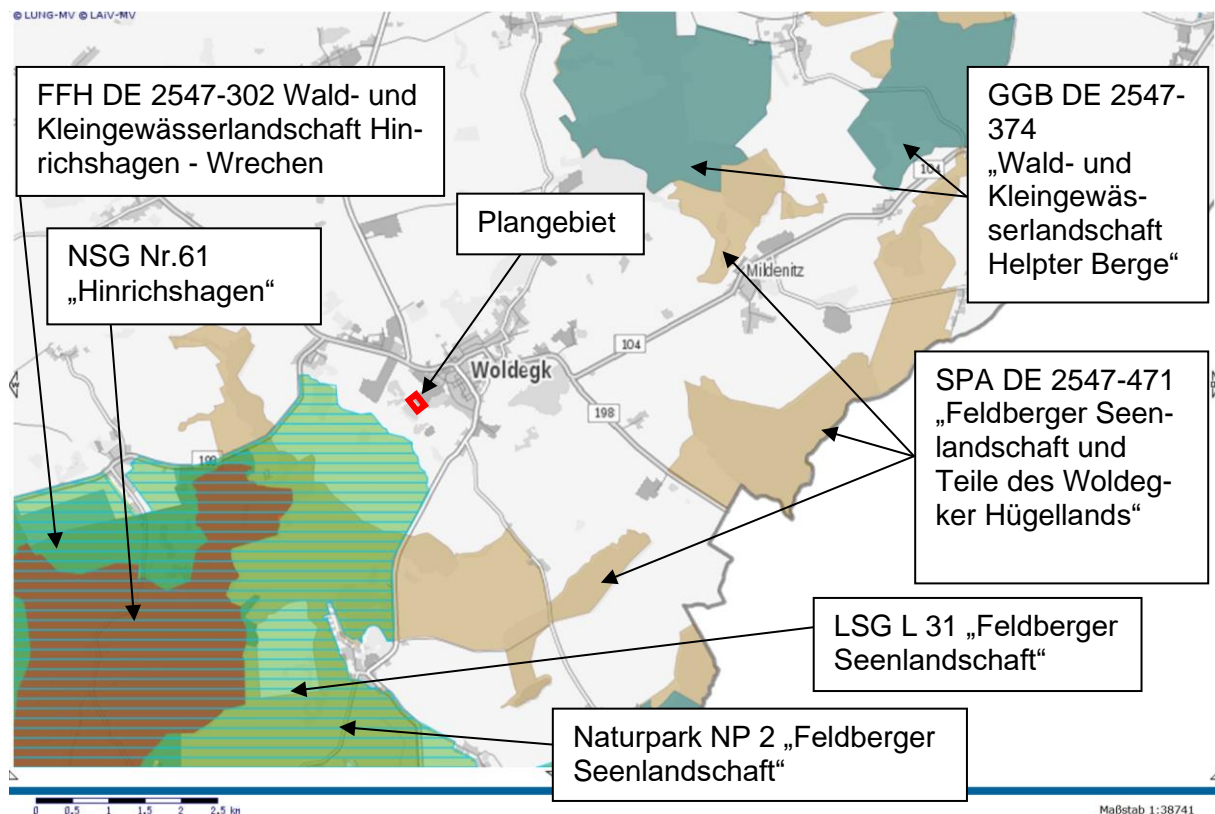 © LUNG-MV © LAiV-MV
FFH DE 2547-302 Wald- und
Kleingewässerlandschaft Hin-
richshagen - Wrechen
GGB DE 2547-
374
„Wald- und
Kleingewäs-
serlandschaft
Helpter Berge“
104
Plangebiet
NSG Nr.61
„Hinrichshagen“
Mildenitz
104
Woldegk
SPA DE 2547-471
„Feldberger Seen-
landschaft und
Teile des Woldeg-
ker Hügellands“
198
LSG L 31 „Feldberger
Seenlandschaft“
Naturpark NP 2 „Feldberger
Seenlandschaft“
0 0.5 1 1.5 2 2.5 km
Maßstab 1:38741